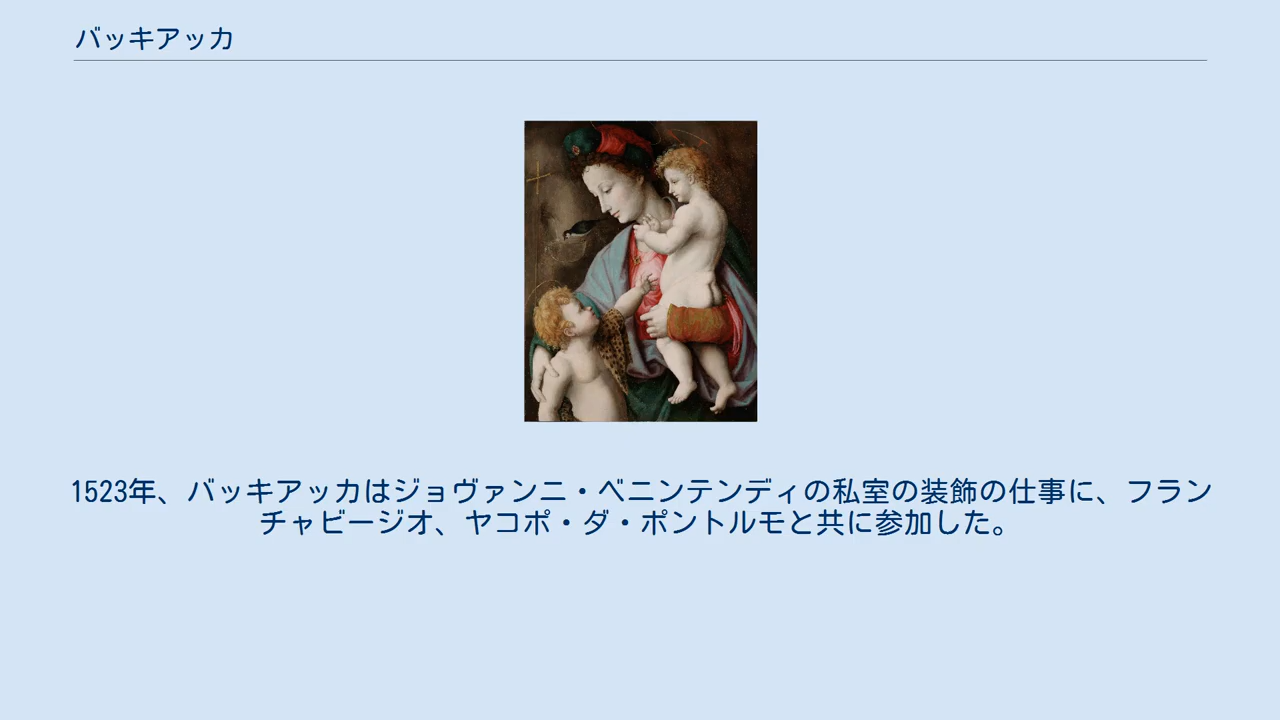 バッキアッカ
1523年、バッキアッカはジョヴァンニ・ベニンテンディの私室の装飾の仕事に、フラン
チャビージオ、ヤコポ・ダ・ポントルモと共に参加した。